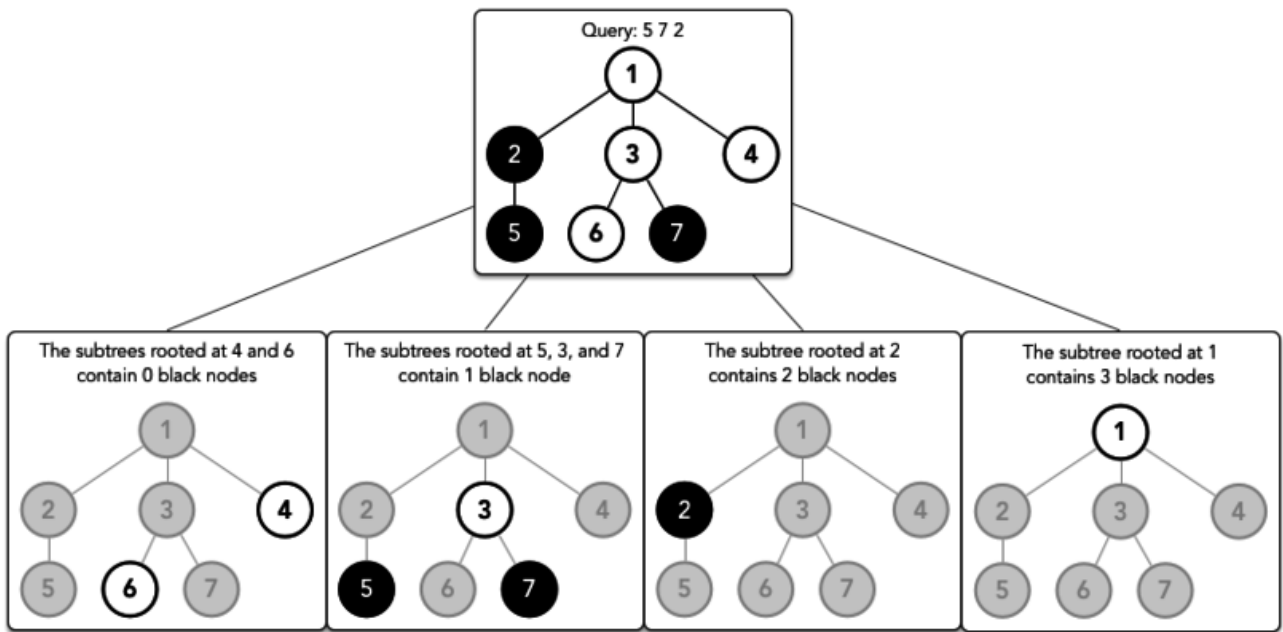 Query: 5 7 2
1
2 3 4
5 6 7
The subtrees rooted at 4 and 6
contain 0 black nodes
1
2 3 4
5 6 7
The subtrees rooted at 5, 3, and 7
contain 1 black node
1
2 3 4
5 6 7
The subtree rooted at 2
contains 2 black nodes
1
2 3 4
5 6 7
The subtree rooted at 1
contains 3 black nodes
1
2 3 4
5 6 7